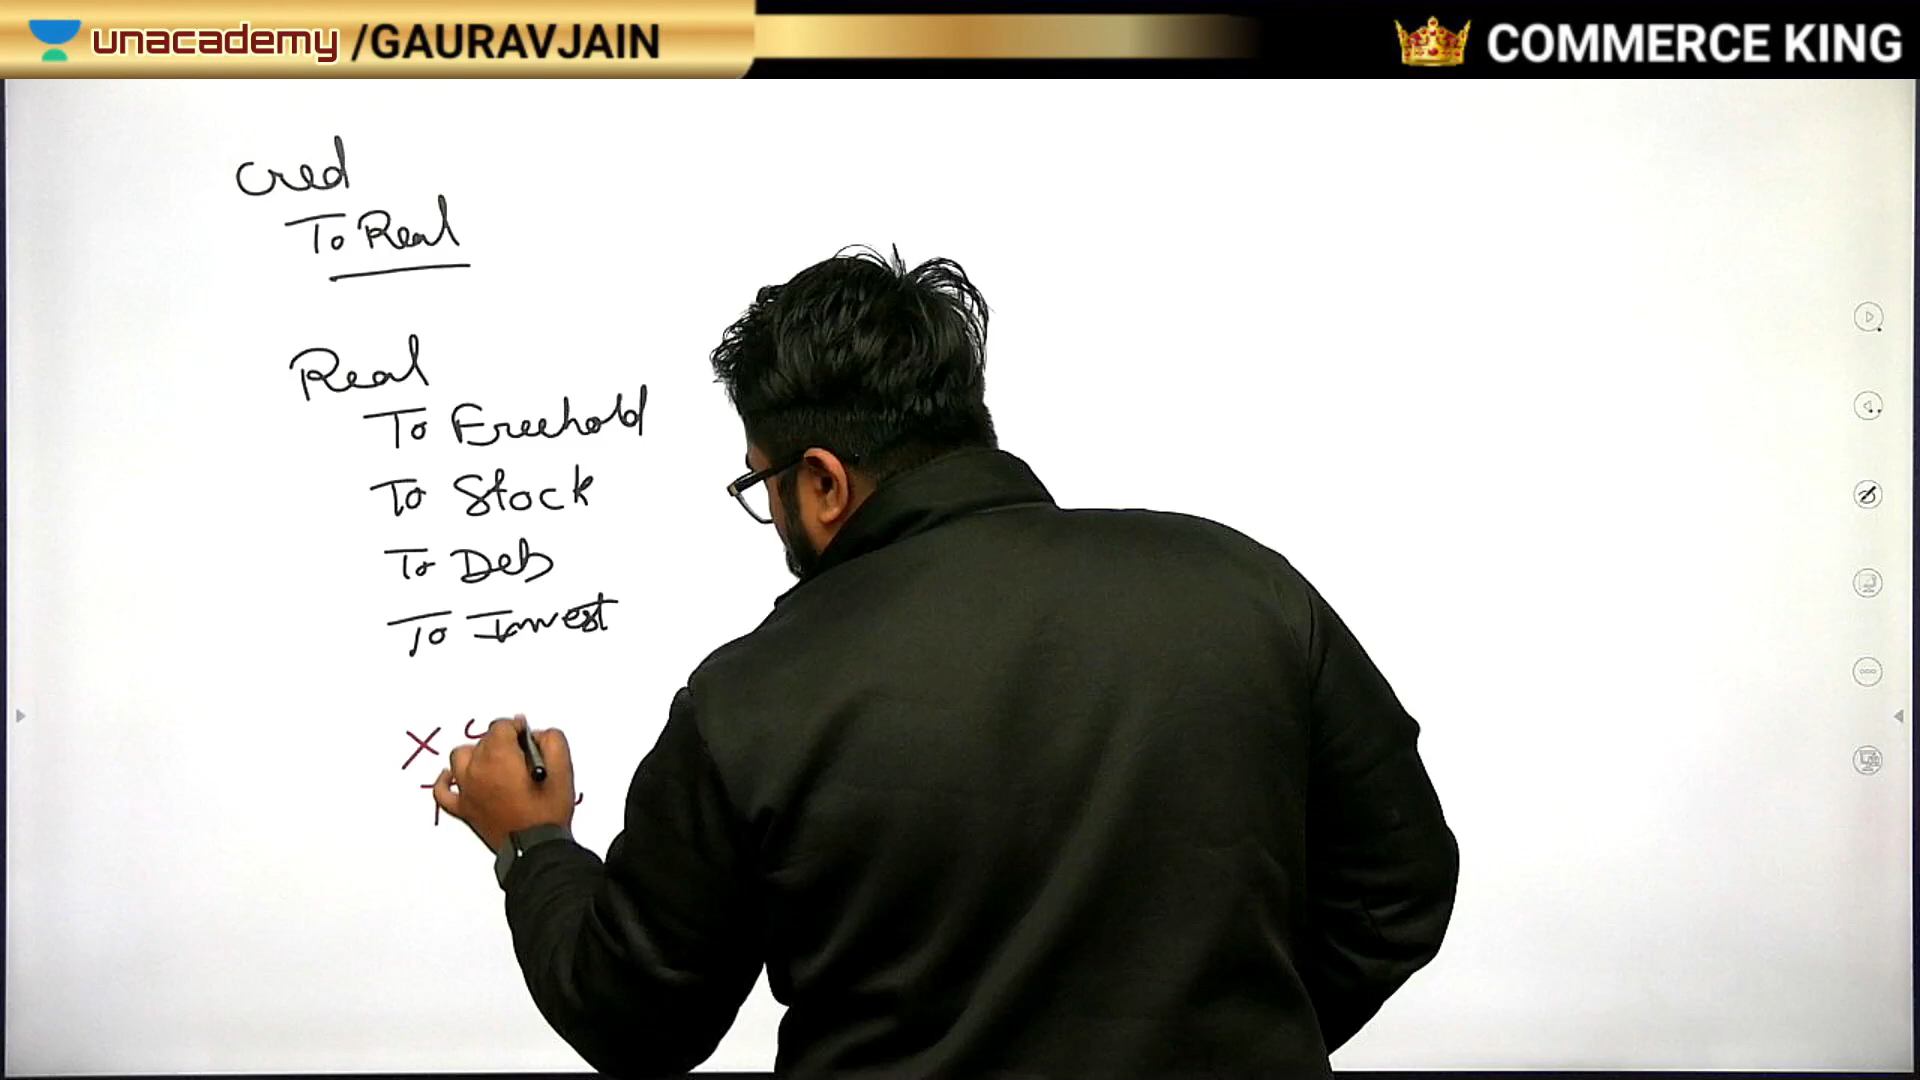 unacademy /GAURAVJAIN
COMMERCE KING
Cred
To Real
Real
To Freehold
To Stock
To Deb
To Invest
X